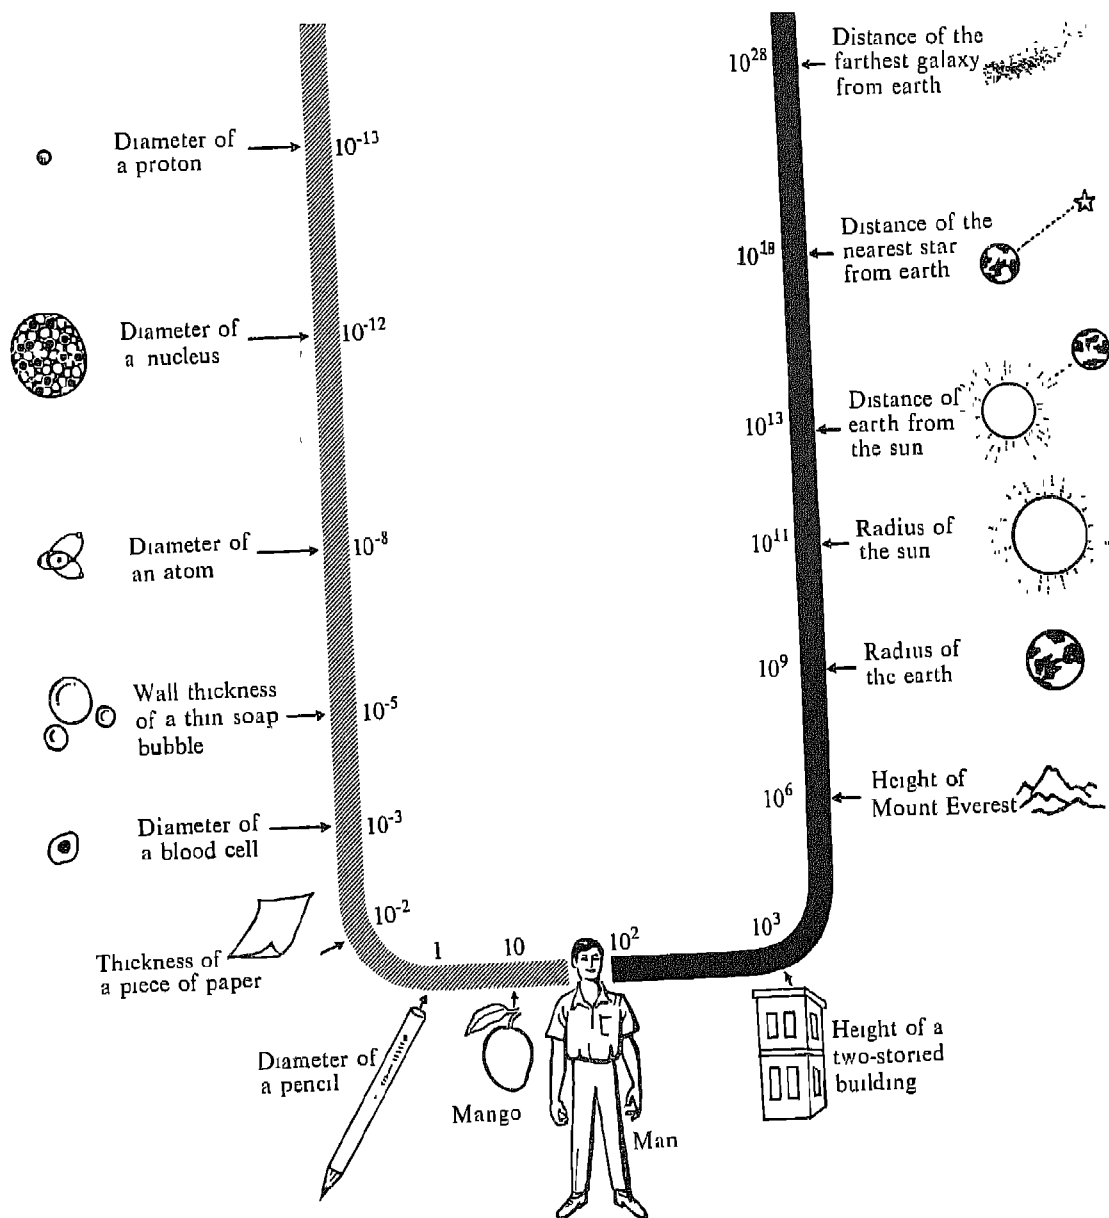 Distance of the
farthest galaxy
from earth
10²⁸
Diameter of
a proton
10⁻¹³
Distance of the
nearest star
from earth
10¹⁸
Diameter of
a nucleus
10⁻¹²
Distance of
earth from
the sun
10¹³
Diameter of
an atom
10⁻⁸
Radius of
the sun
10¹¹
Radius of
the earth
10⁹
Wall thickness
of a thin soap
bubble
10⁻⁵
Height of
Mount Everest
10⁶
Diameter of
a blood cell
10⁻³
Thickness of
a piece of paper
10⁻²
1
10
10²
10³
Diameter of
a pencil
Mango
Man
Height of a
two-storied
building